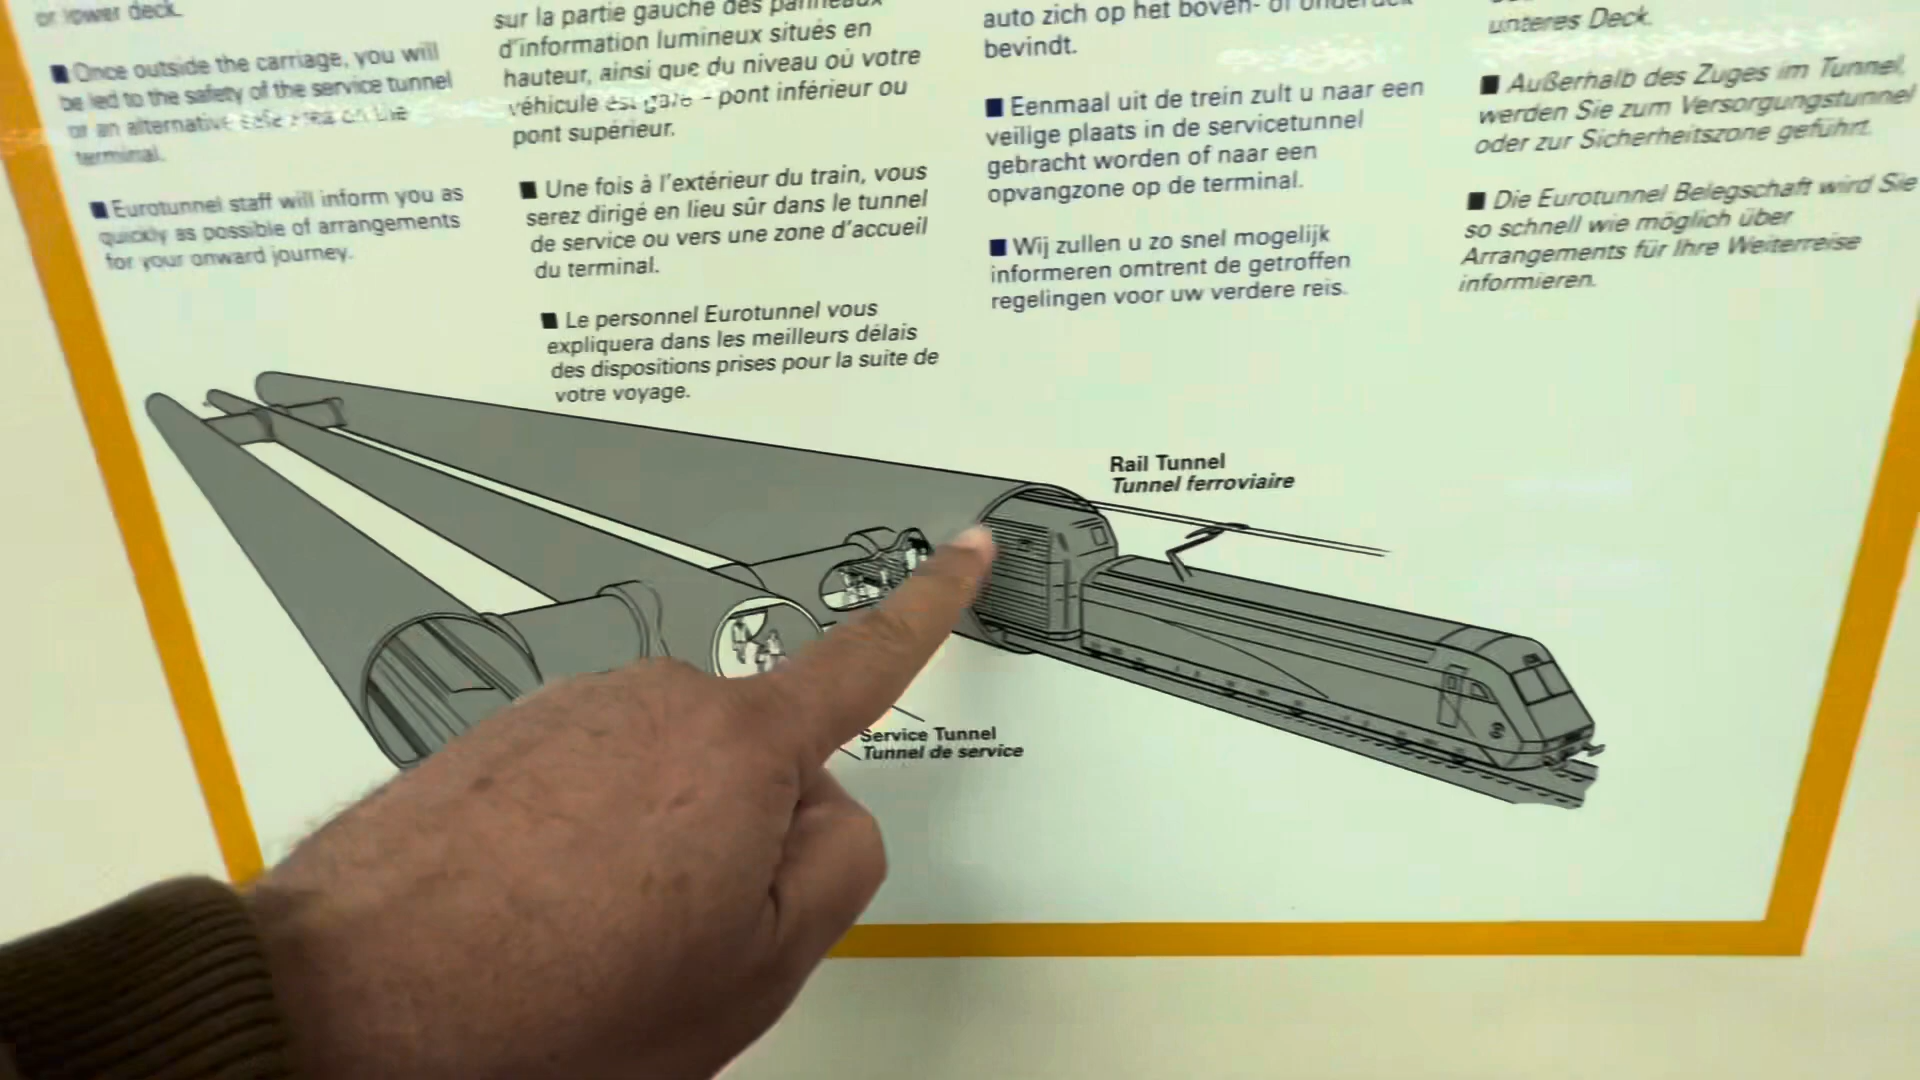 or lower deck.
■ Once outside the carriage, you will
be led to the safety of the service tunnel
or an alternative safe area on the
terminal.
■ Eurotunnel staff will inform you as
quickly as possible of arrangements
for your onward journey.
sur la partie gauche des panneaux
d'information lumineux situés en
hauteur, ainsi que du niveau où votre
véhicule est garé - pont inférieur ou
pont supérieur.
■ Une fois à l'extérieur du train, vous
serez dirigé en lieu sûr dans le tunnel
de service ou vers une zone d'accueil
du terminal.
■ Le personnel Eurotunnel vous
expliquera dans les meilleurs délais
des dispositions prises pour la suite de
votre voyage.
auto zich op het boven- of onderdeck
bevindt.
■ Eenmaal uit de trein zult u naar een
veilige plaats in de servicetunnel
gebracht worden of naar een
opvangzone op de terminal.
■ Wij zullen u zo snel mogelijk
informeren omtrent de getroffen
regelingen voor uw verdere reis.
unteres Deck.
■ Außerhalb des Zuges im Tunnel,
werden Sie zum Versorgungstunnel
oder zur Sicherheitszone geführt.
■ Die Eurotunnel Belegschaft wird Sie
so schnell wie möglich über
Arrangements für Ihre Weiterreise
informieren.
Rail Tunnel
Tunnel ferroviaire
Service Tunnel
Tunnel de service